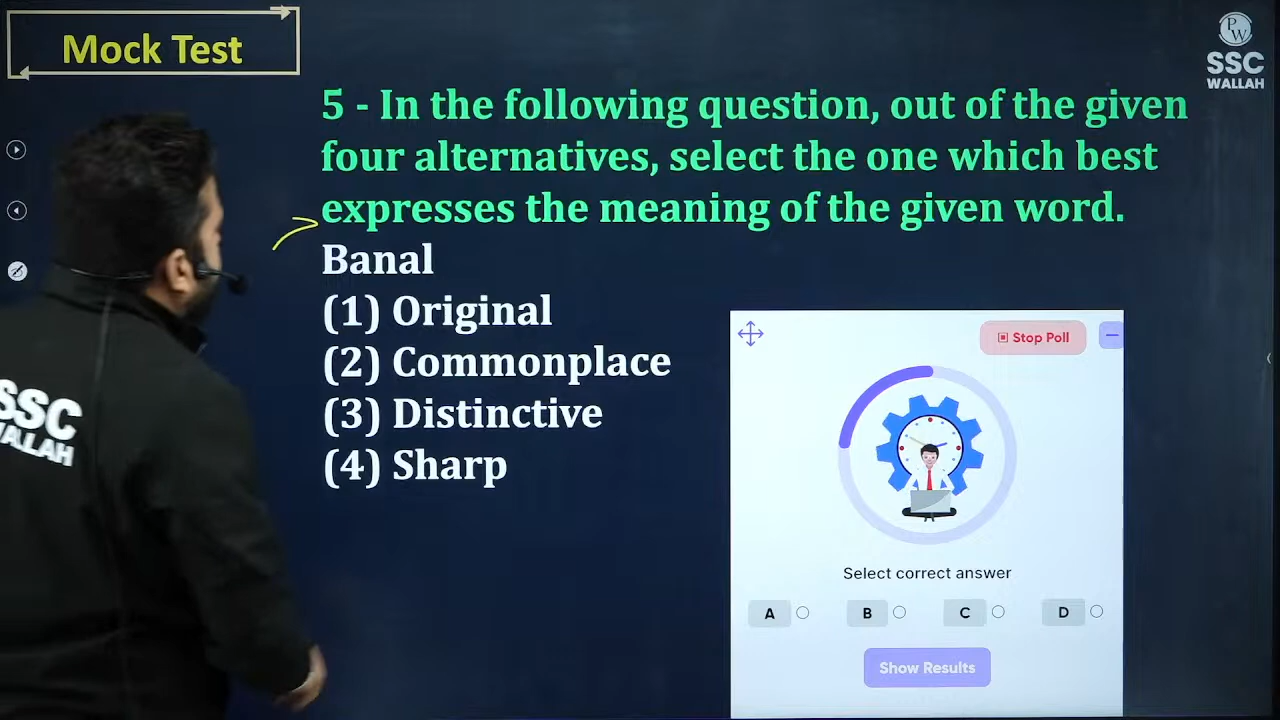 Mock Test
PW
SSC
WALLAH
5 - In the following question, out of the given
four alternatives, select the one which best
expresses the meaning of the given word.
Banal
(1) Original
(2) Commonplace
(3) Distinctive
(4) Sharp
Stop Poll
Select correct answer
A
B
C
D
Show Results
SSC
WALLAH